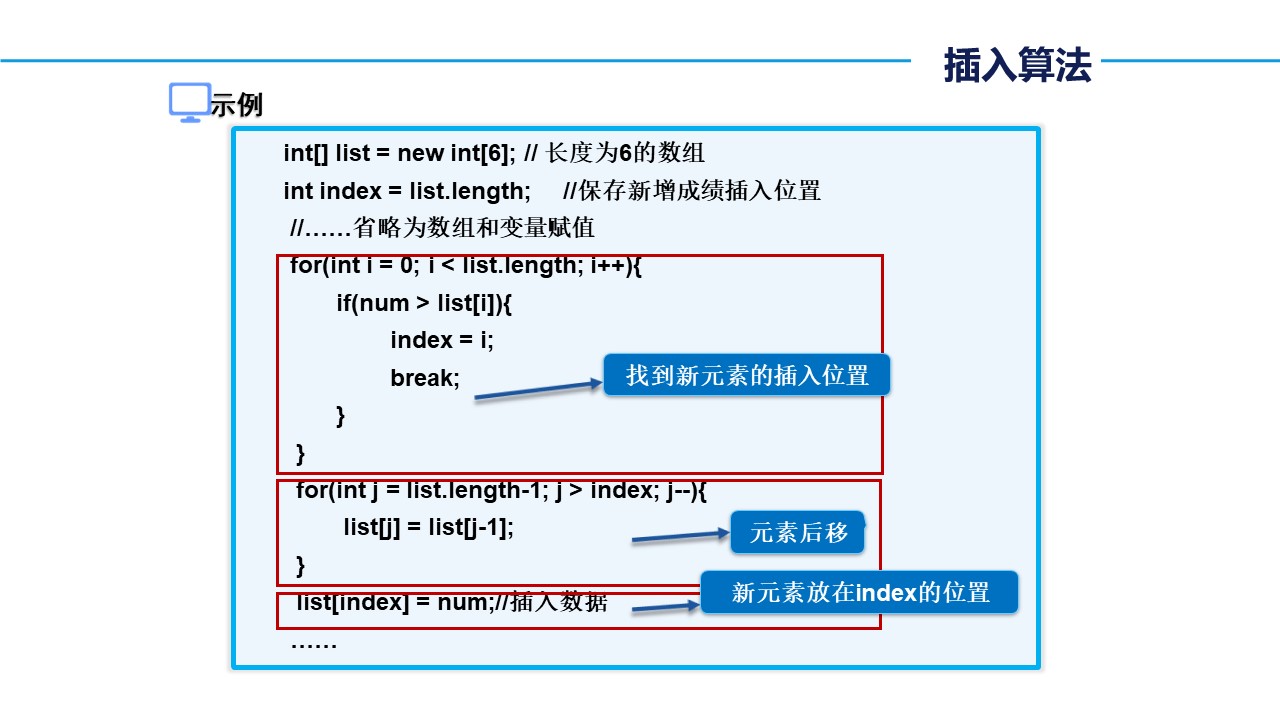 插入算法
示例
int[] list = new int[6]; // 长度为6的数组
int index = list.length; //保存新增成绩插入位置
//……省略为数组和变量赋值
for(int i = 0; i < list.length; i++){
if(num > list[i]){
index = i;
break;
找到新元素的插入位置
}
}
for(int j = list.length-1; j > index; j--){
list[j] = list[j-1];
元素后移
}
list[index] = num;//插入数据
新元素放在index的位置
……